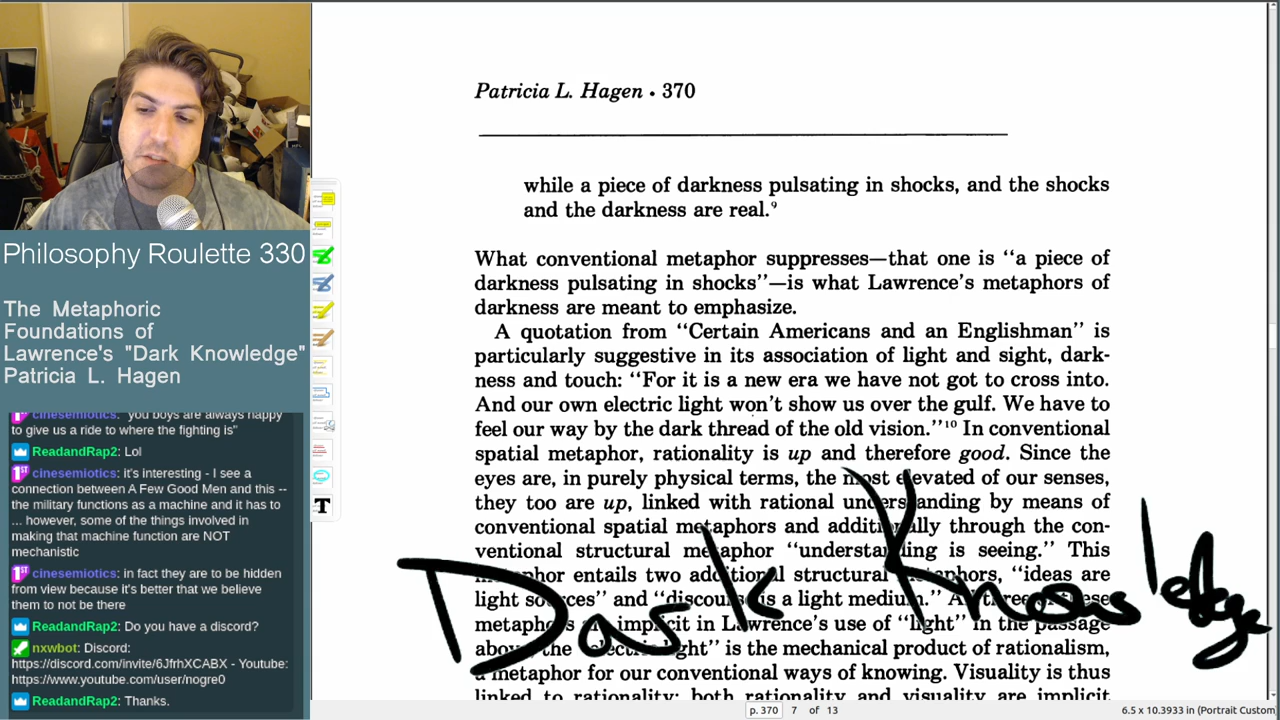 Philosophy Roulette 330
The Metaphoric
Foundations of
Lawrence's "Dark Knowledge"
Patricia L. Hagen
cinesemiotics: "you boys are always happy
to give us a ride to where the fighting is"
ReadandRap2: Lol
cinesemiotics: it's interesting - I see a
connection between A Few Good Men and this --
the military functions as a machine and it has to
... however, some of the things involved in
making that machine function are NOT
mechanistic
cinesemiotics: in fact they are to be hidden
from view because it's better that we believe
them to not be there
ReadandRap2: Do you have a discord?
nxwbot: Discord:
https://discord.com/invite/6JfrhXCABX - Youtube:
https://www.youtube.com/user/nogre0
ReadandRap2: Thanks.
T
Patricia L. Hagen • 370
while a piece of darkness pulsating in shocks, and the shocks
and the darkness are real.⁹
What conventional metaphor suppresses—that one is "a piece of
darkness pulsating in shocks"—is what Lawrence's metaphors of
darkness are meant to emphasize.
A quotation from "Certain Americans and an Englishman" is
particularly suggestive in its association of light and sight, dark-
ness and touch: "For it is a new era we have not got to cross into.
And our own electric light won't show us over the gulf. We have to
feel our way by the dark thread of the old vision."¹⁰ In conventional
spatial metaphor, rationality is up and therefore good. Since the
eyes are, in purely physical terms, the most elevated of our senses,
they too are up, linked with rational understanding by means of
conventional spatial metaphors and additionally through the con-
ventional structural metaphor "understanding is seeing." This
metaphor entails two additional structural metaphors, "ideas are
light sources" and "discourse is a light medium." All three of these
metaphors are implicit in Lawrence's use of "light" in the passage
above: the "electric light" is the mechanical product of rationalism,
a metaphor for our conventional ways of knowing. Visuality is thus
linked to rationality; both rationality and visuality are implicit
Dark Knowledge
p. 370 7 of 13
6.5 x 10.3933 in (Portrait Custom